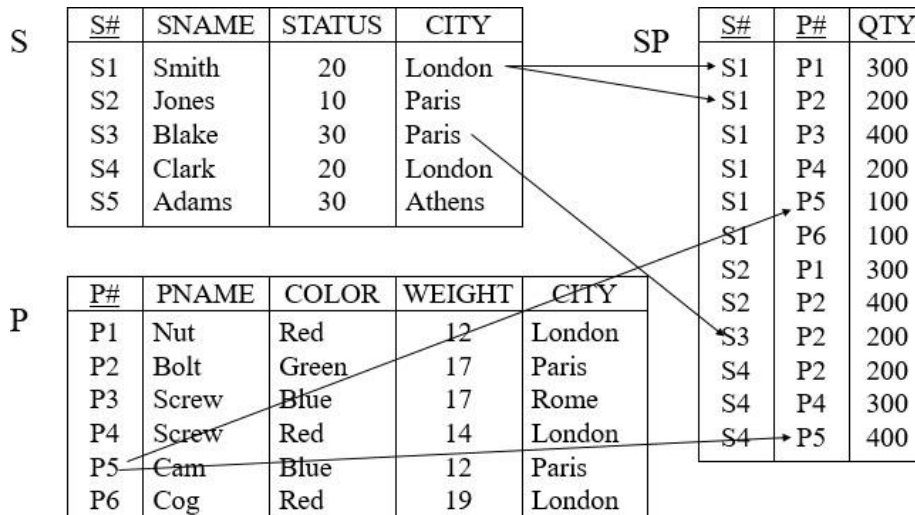 S
S# SNAME STATUS CITY
S1 Smith 20 London
S2 Jones 10 Paris
S3 Blake 30 Paris
S4 Clark 20 London
S5 Adams 30 Athens
P
P# PNAME COLOR WEIGHT CITY
P1 Nut Red 12 London
P2 Bolt Green 17 Paris
P3 Screw Blue 17 Rome
P4 Screw Red 14 London
P5 Cam Blue 12 Paris
P6 Cog Red 19 London
SP
S# P# QTY
S1 P1 300
S1 P2 200
S1 P3 400
S1 P4 200
S1 P5 100
S1 P6 100
S2 P1 300
S2 P2 400
S3 P2 200
S4 P2 200
S4 P4 300
S4 P5 400